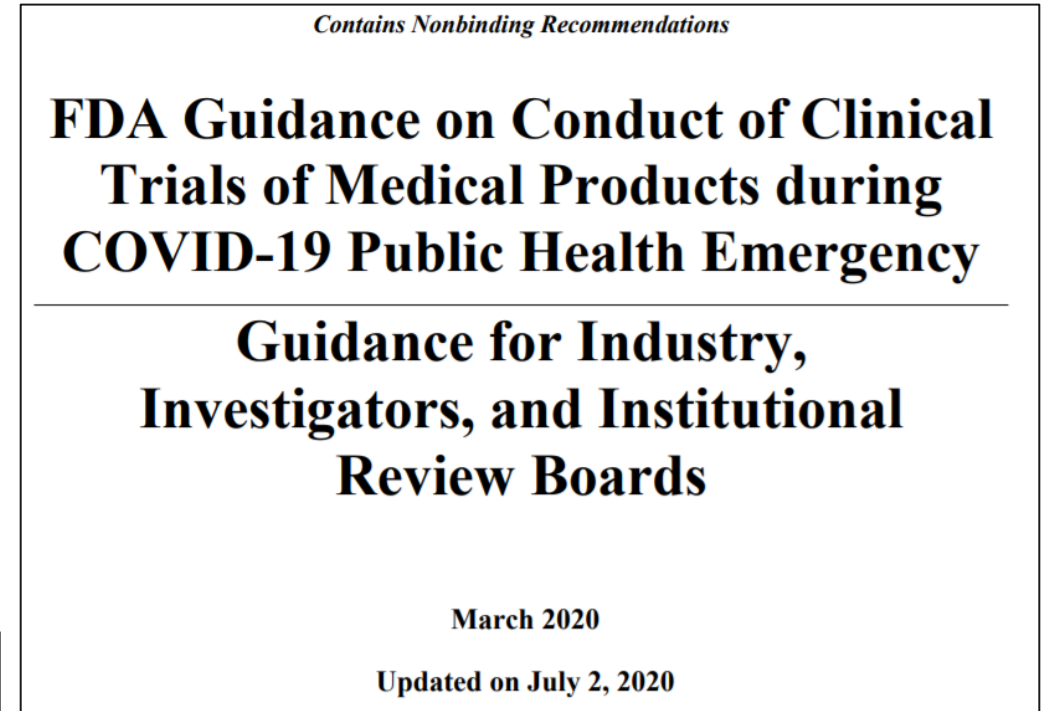 Contains Nonbinding Recommendations
FDA Guidance on Conduct of Clinical
Trials of Medical Products during
COVID-19 Public Health Emergency
Guidance for Industry,
Investigators, and Institutional
Review Boards
March 2020
Updated on July 2, 2020